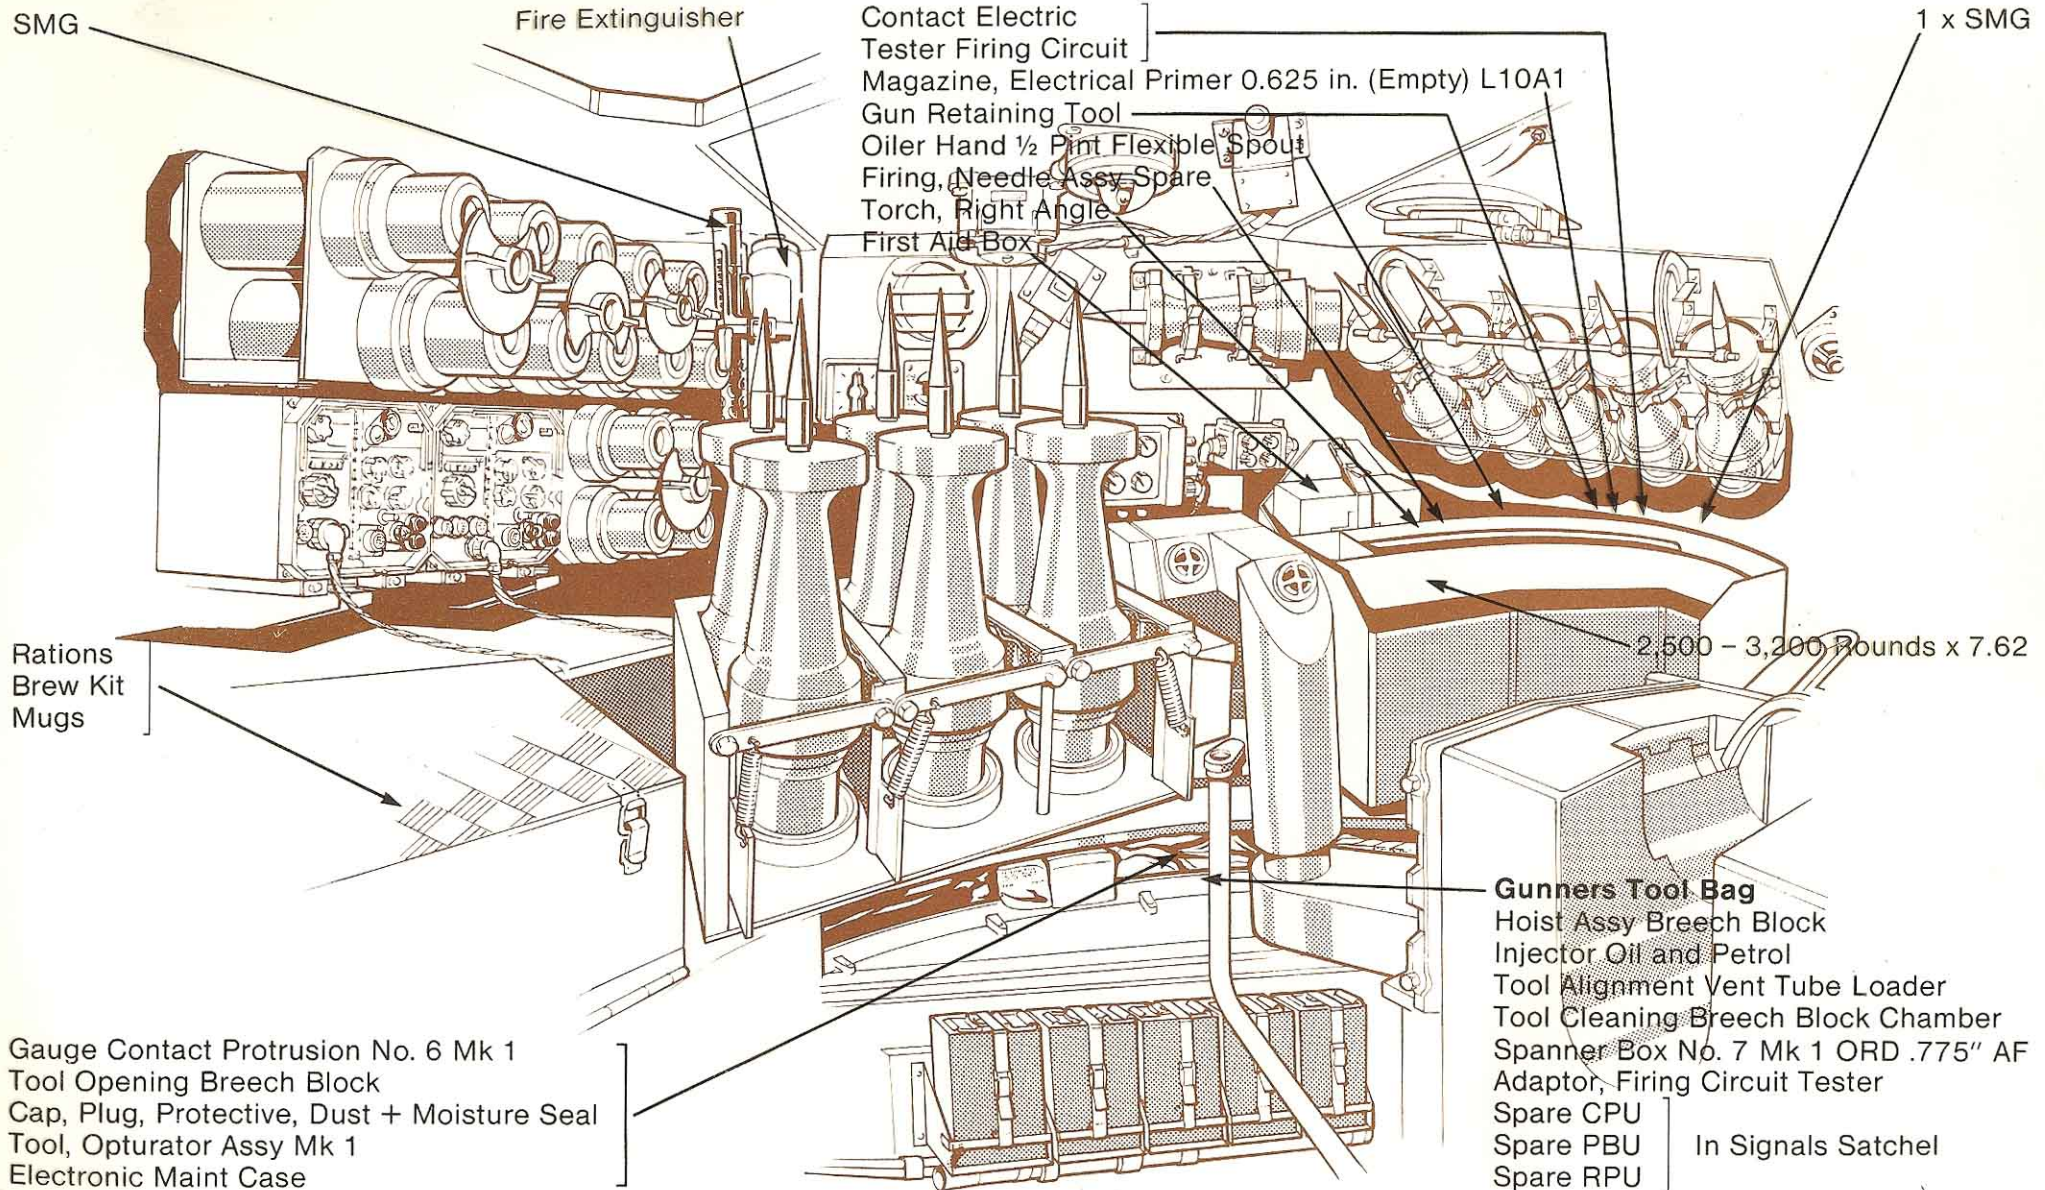 SMG
Fire Extinguisher
Contact Electric
Tester Firing Circuit
Magazine, Electrical Primer 0.625 in. (Empty) L10A1
Gun Retaining Tool
Oiler Hand ½ Pint Flexible Spout
Firing, Needle Assy Spare
Torch, Right Angle
First Aid Box
1 x SMG
2,500 – 3,200 Rounds x 7.62
Rations
Brew Kit
Mugs
Gunners Tool Bag
Hoist Assy Breech Block
Injector Oil and Petrol
Tool Alignment Vent Tube Loader
Tool Cleaning Breech Block Chamber
Spanner Box No. 7 Mk 1 ORD .775" AF
Adaptor, Firing Circuit Tester
Spare CPU
Spare PBU
Spare RPU
In Signals Satchel
Gauge Contact Protrusion No. 6 Mk 1
Tool Opening Breech Block
Cap, Plug, Protective, Dust + Moisture Seal
Tool, Opturator Assy Mk 1
Electronic Maint Case